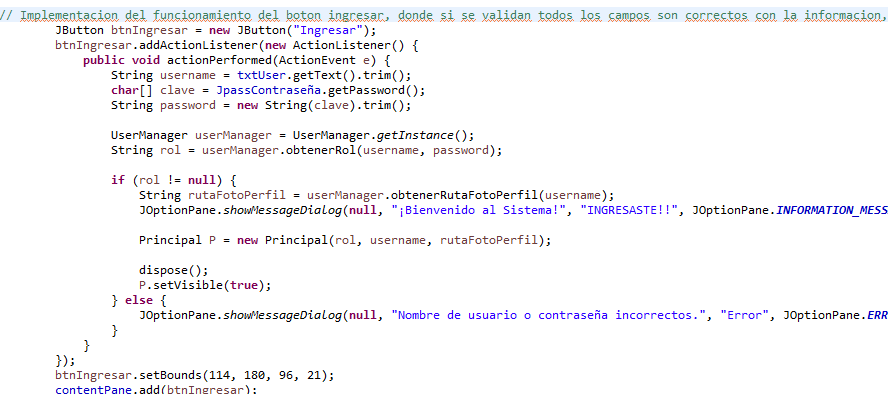 // Implementacion del funcionamiento del boton ingresar, donde si se validan todos los campos son correctos con la informacion,
JButton btnIngresar = new JButton("Ingresar");
btnIngresar.addActionListener(new ActionListener() {
public void actionPerformed(ActionEvent e) {
String username = txtUser.getText().trim();
char[] clave = JpassContraseña.getPassword();
String password = new String(clave).trim();
UserManager userManager = UserManager.getInstance();
String rol = userManager.obtenerRol(username, password);
if (rol != null) {
String rutaFotoPerfil = userManager.obtenerRutaFotoPerfil(username);
JOptionPane.showMessageDialog(null, "¡Bienvenido al Sistema!", "INGRESASTE!!", JOptionPane.INFORMATION_MESS
Principal P = new Principal(rol, username, rutaFotoPerfil);
dispose();
P.setVisible(true);
} else {
JOptionPane.showMessageDialog(null, "Nombre de usuario o contraseña incorrectos.", "Error", JOptionPane.ERR
}
}
});
btnIngresar.setBounds(114, 180, 96, 21);
contentPane.add(btnIngresar);